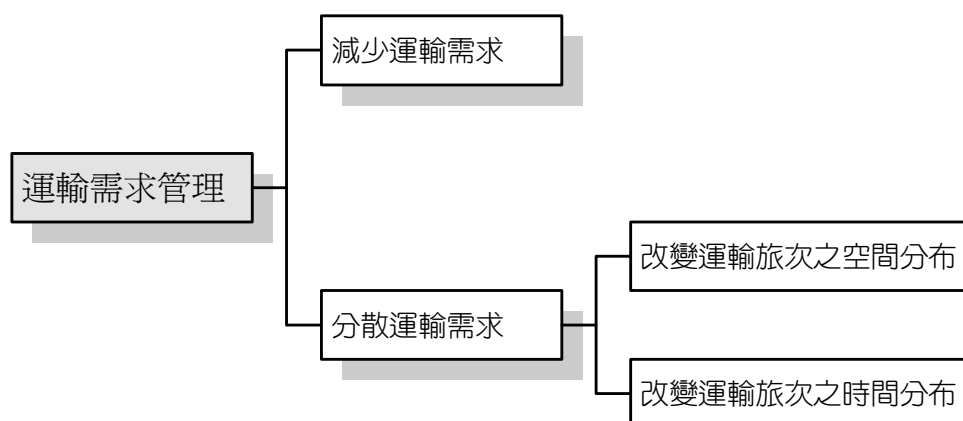 減少運輸需求
運輸需求管理
改變運輸旅次之空間分布
分散運輸需求
改變運輸旅次之時間分布